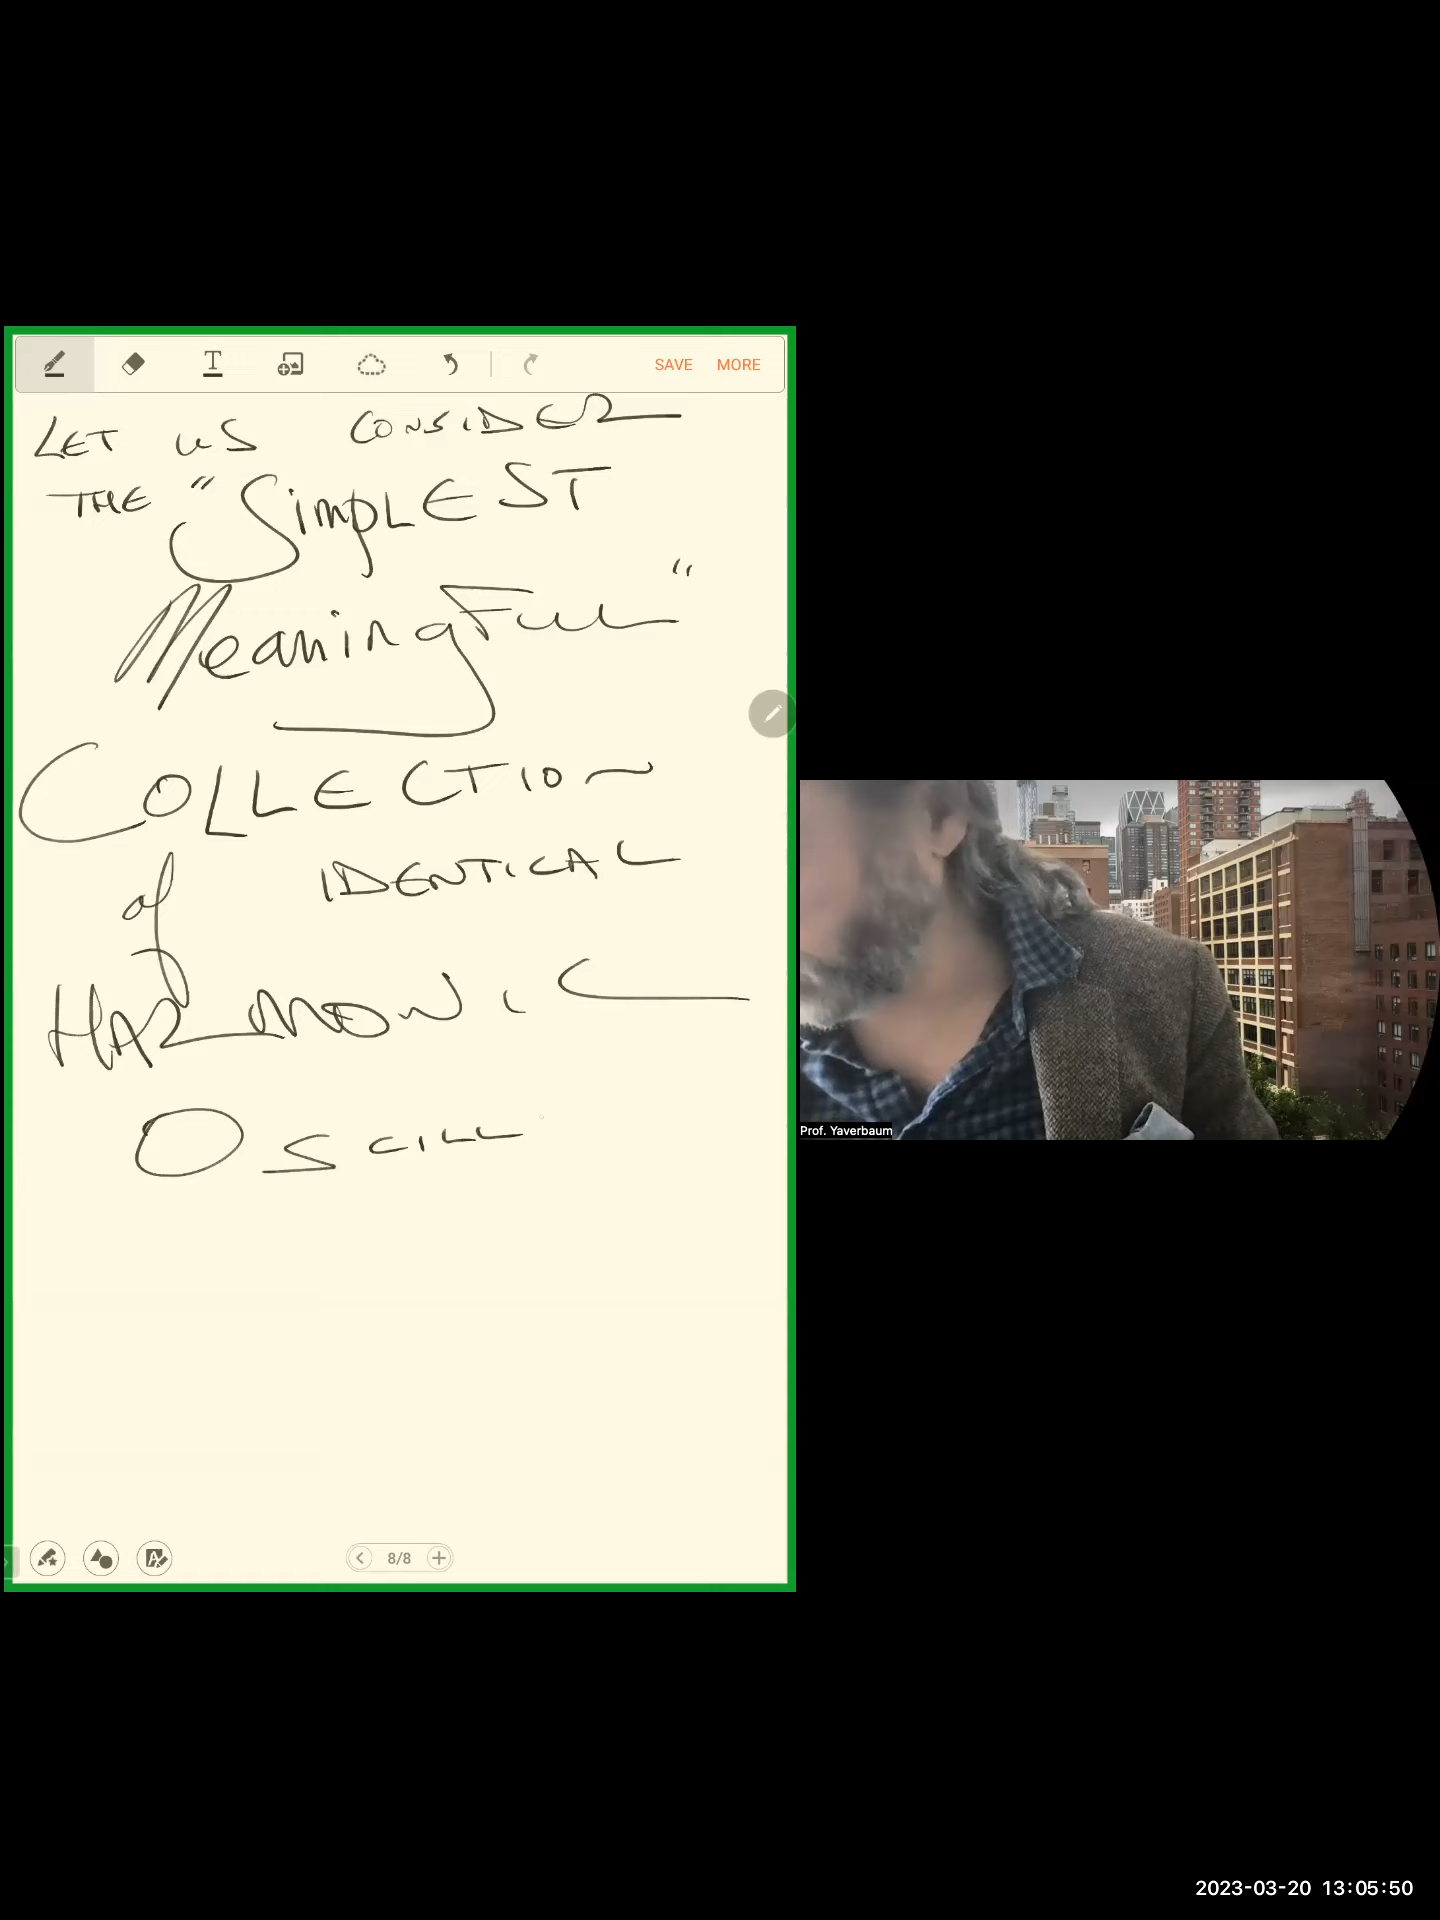 SAVE MORE
LET US CONSIDER
THE "SIMPLEST
MeaningFuL"
COLLECTION
of IDENTICAL
HARMONIC
OSCILL
Prof. Yaverbaum
8/8
2023-03-20 13:05:50